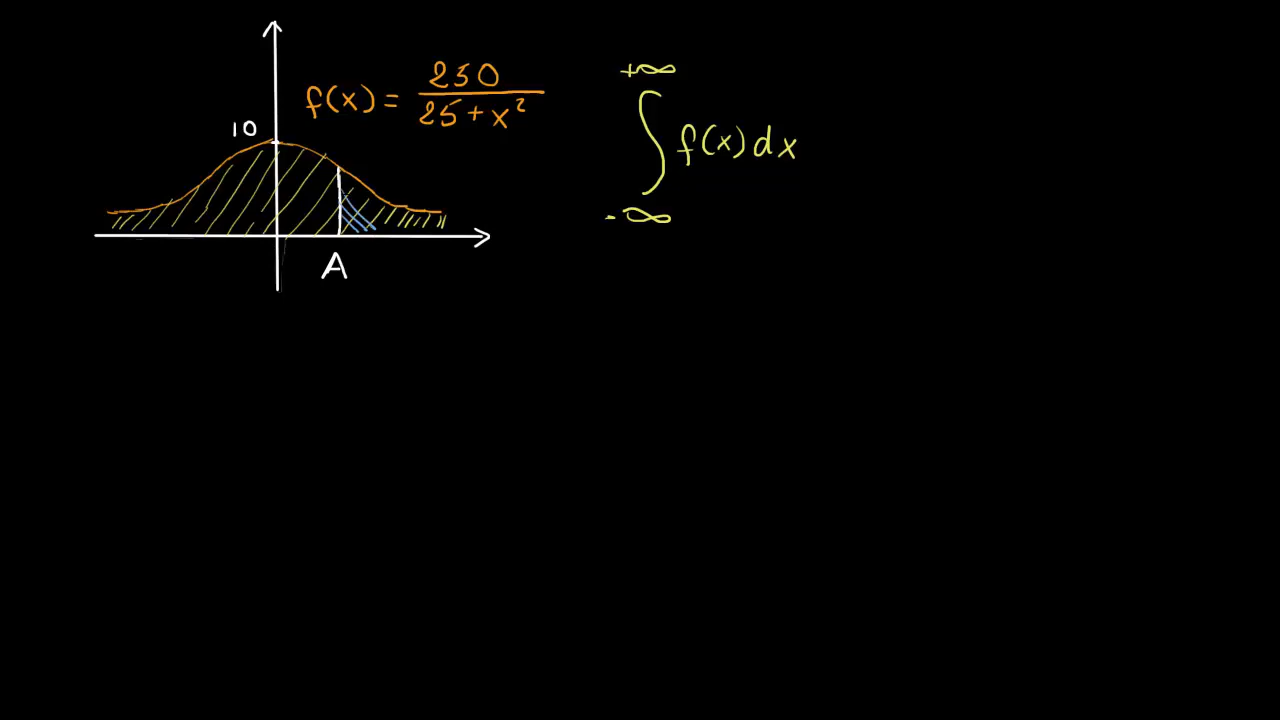 f(x) = 250 / (25 + x²)
10
A
+∞
∫ f(x) dx
-∞